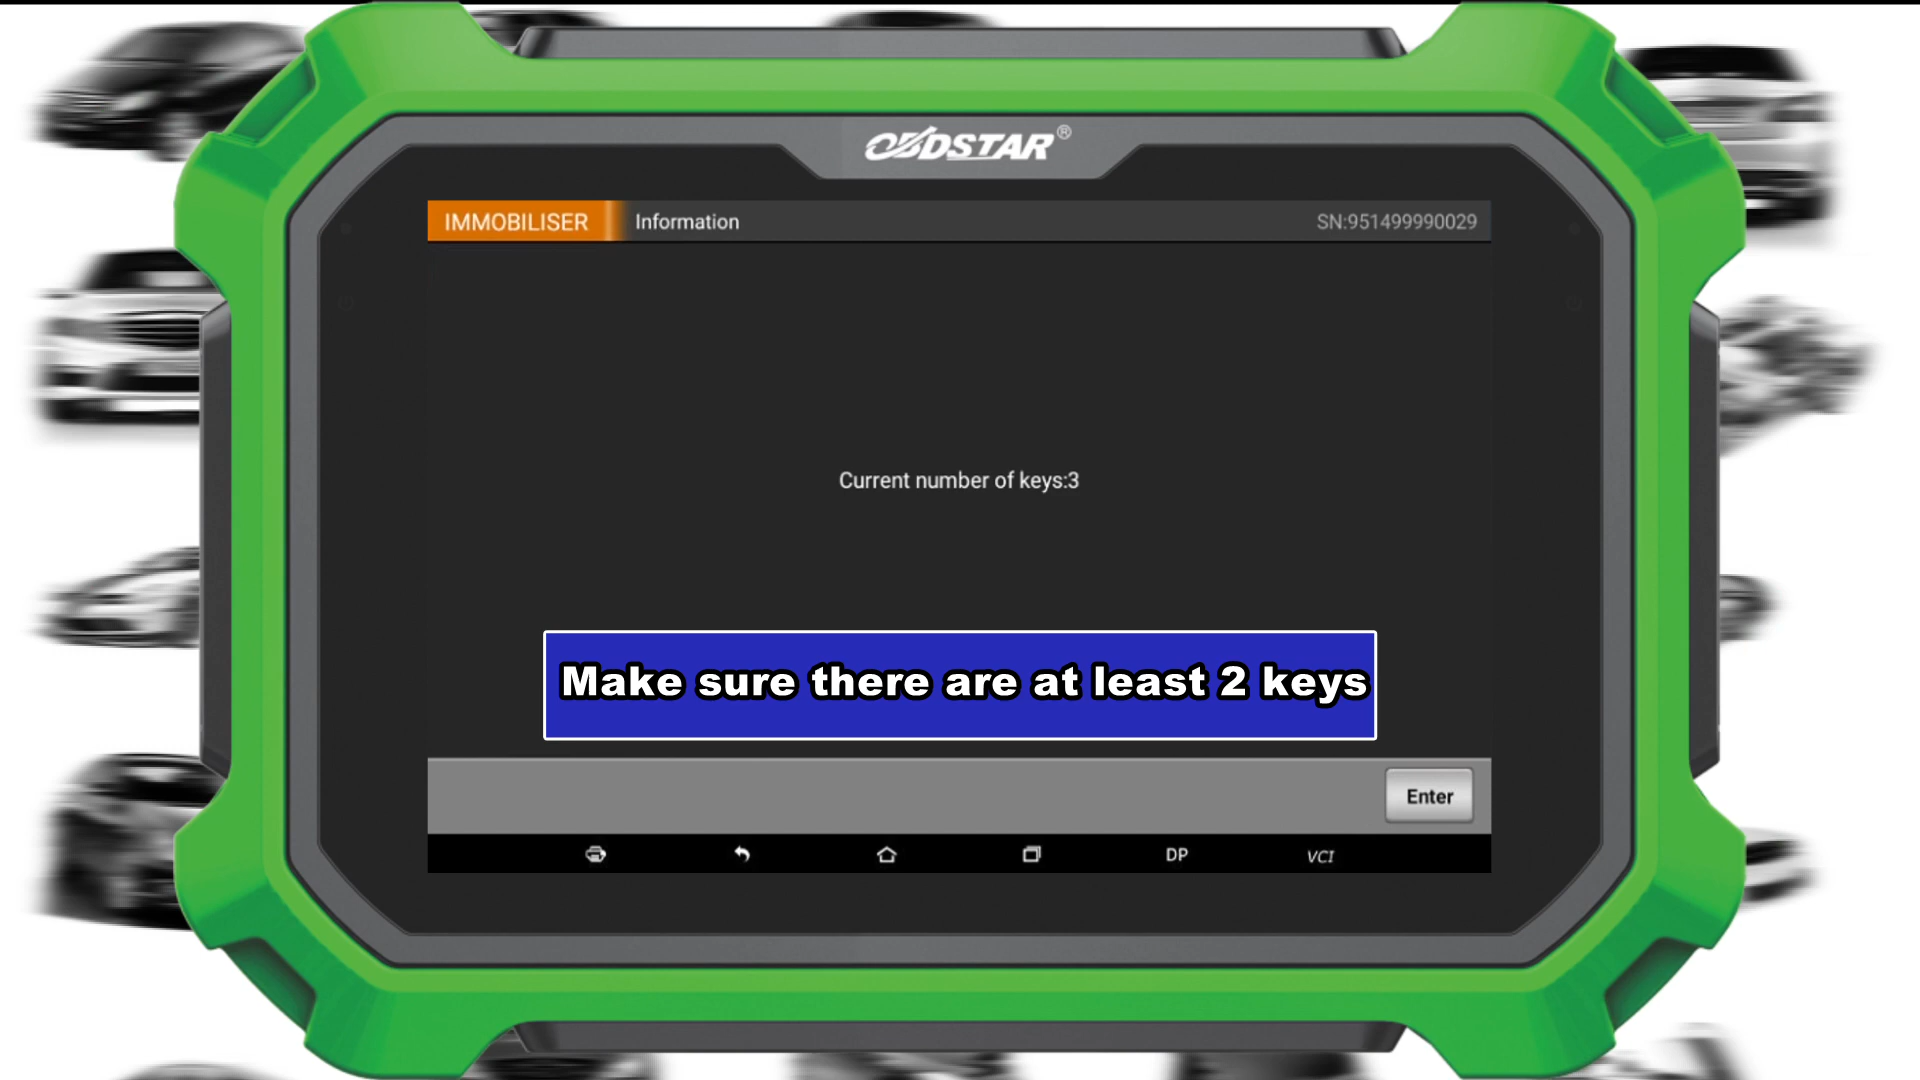 OBDSTAR®
IMMOBILISER Information SN:951499990029
Current number of keys:3
Make sure there are at least 2 keys
Enter
DP VCI